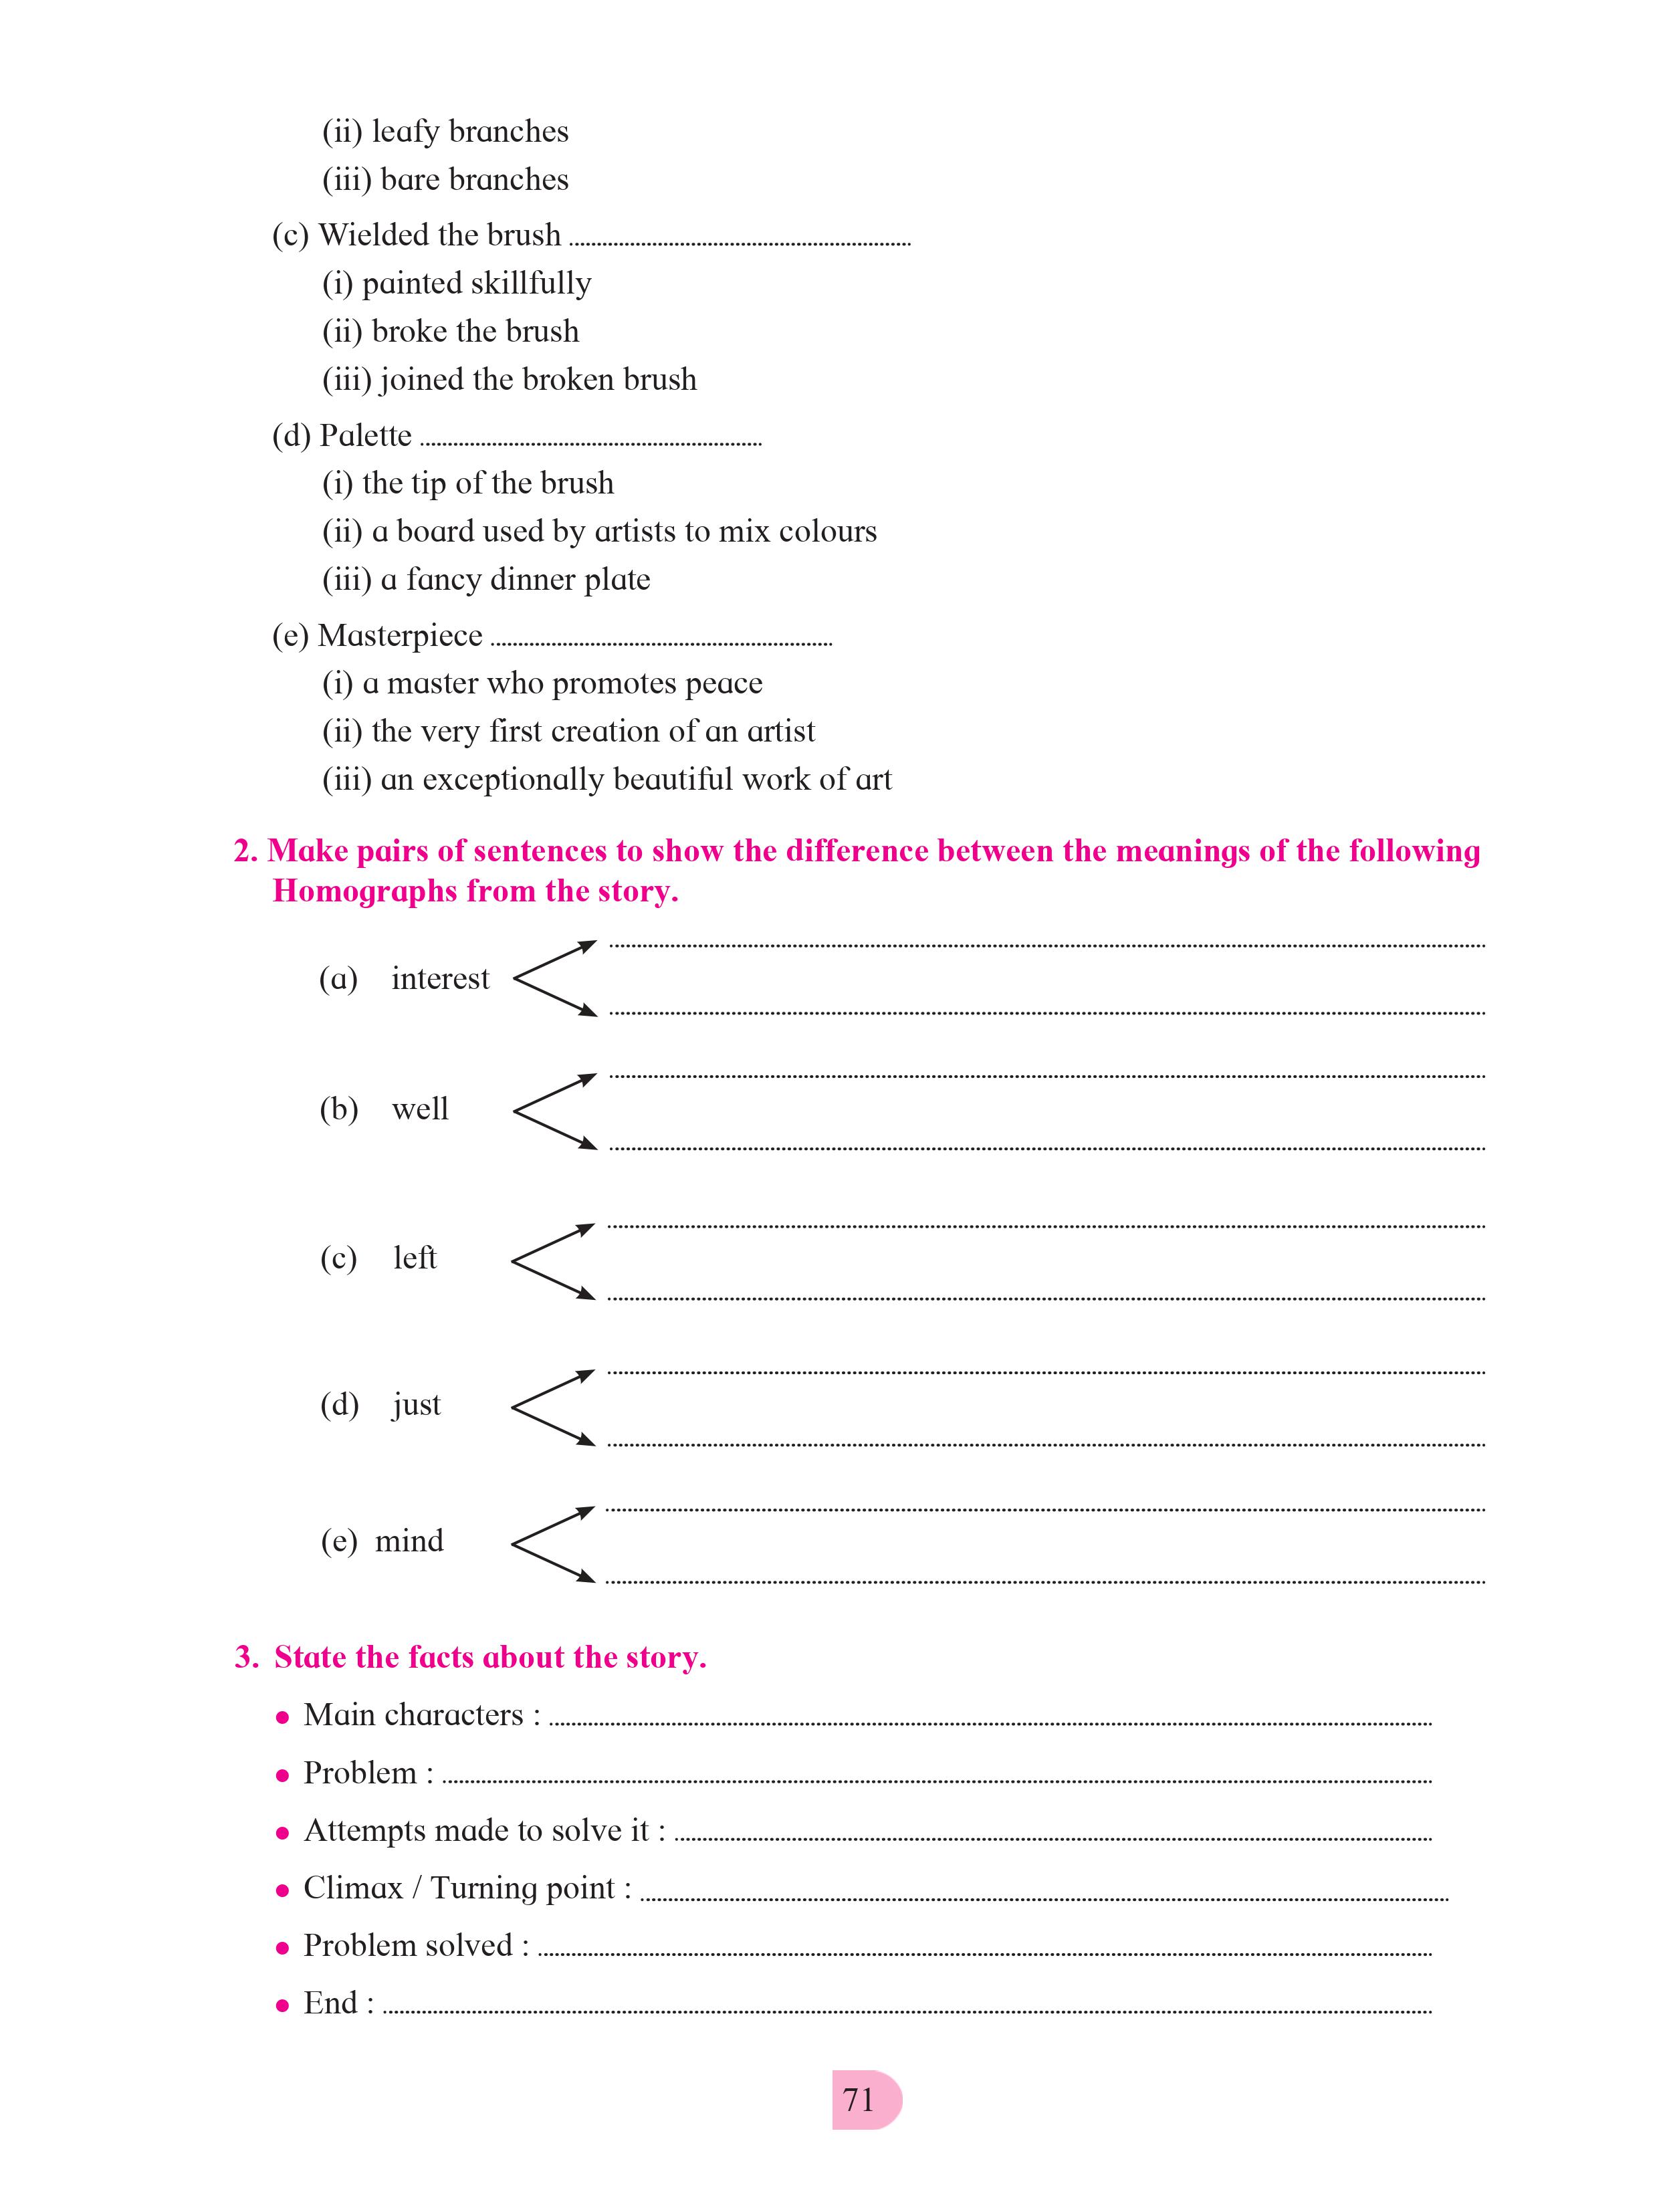 (ii) leafy branches
(iii) bare branches
(c) Wielded the brush
(i) painted skillfully
(ii) broke the brush
(iii) joined the broken brush
(d) Palette
(i) the tip of the brush
(ii) a board used by artists to mix colours
(iii) a fancy dinner plate
(e) Masterpiece
(i) a master who promotes peace
(ii) the very first creation of an artist
(iii) an exceptionally beautiful work of art
2. Make pairs of sentences to show the difference between the meanings of the following
Homographs from the story.
(a) interest
(b) well
(c) left
(d) just
(e) mind
3. State the facts about the story.
• Main characters :
• Problem :
• Attempts made to solve it :
• Climax / Turning point :
• Problem solved :
• End :
71